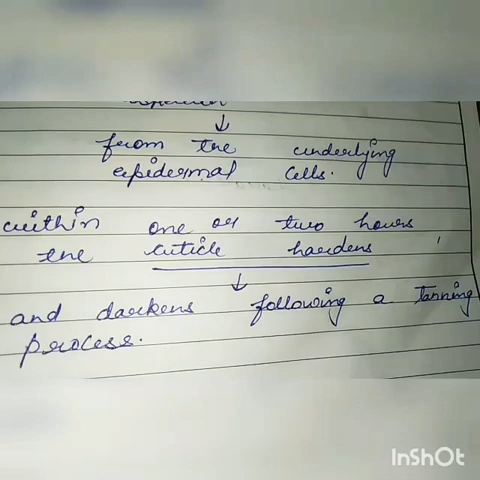 ↓
from the underlying
epidermal cells.
within one or two hours
the cuticle hardens
↓
and darkens following a tanning
process.
InShOt